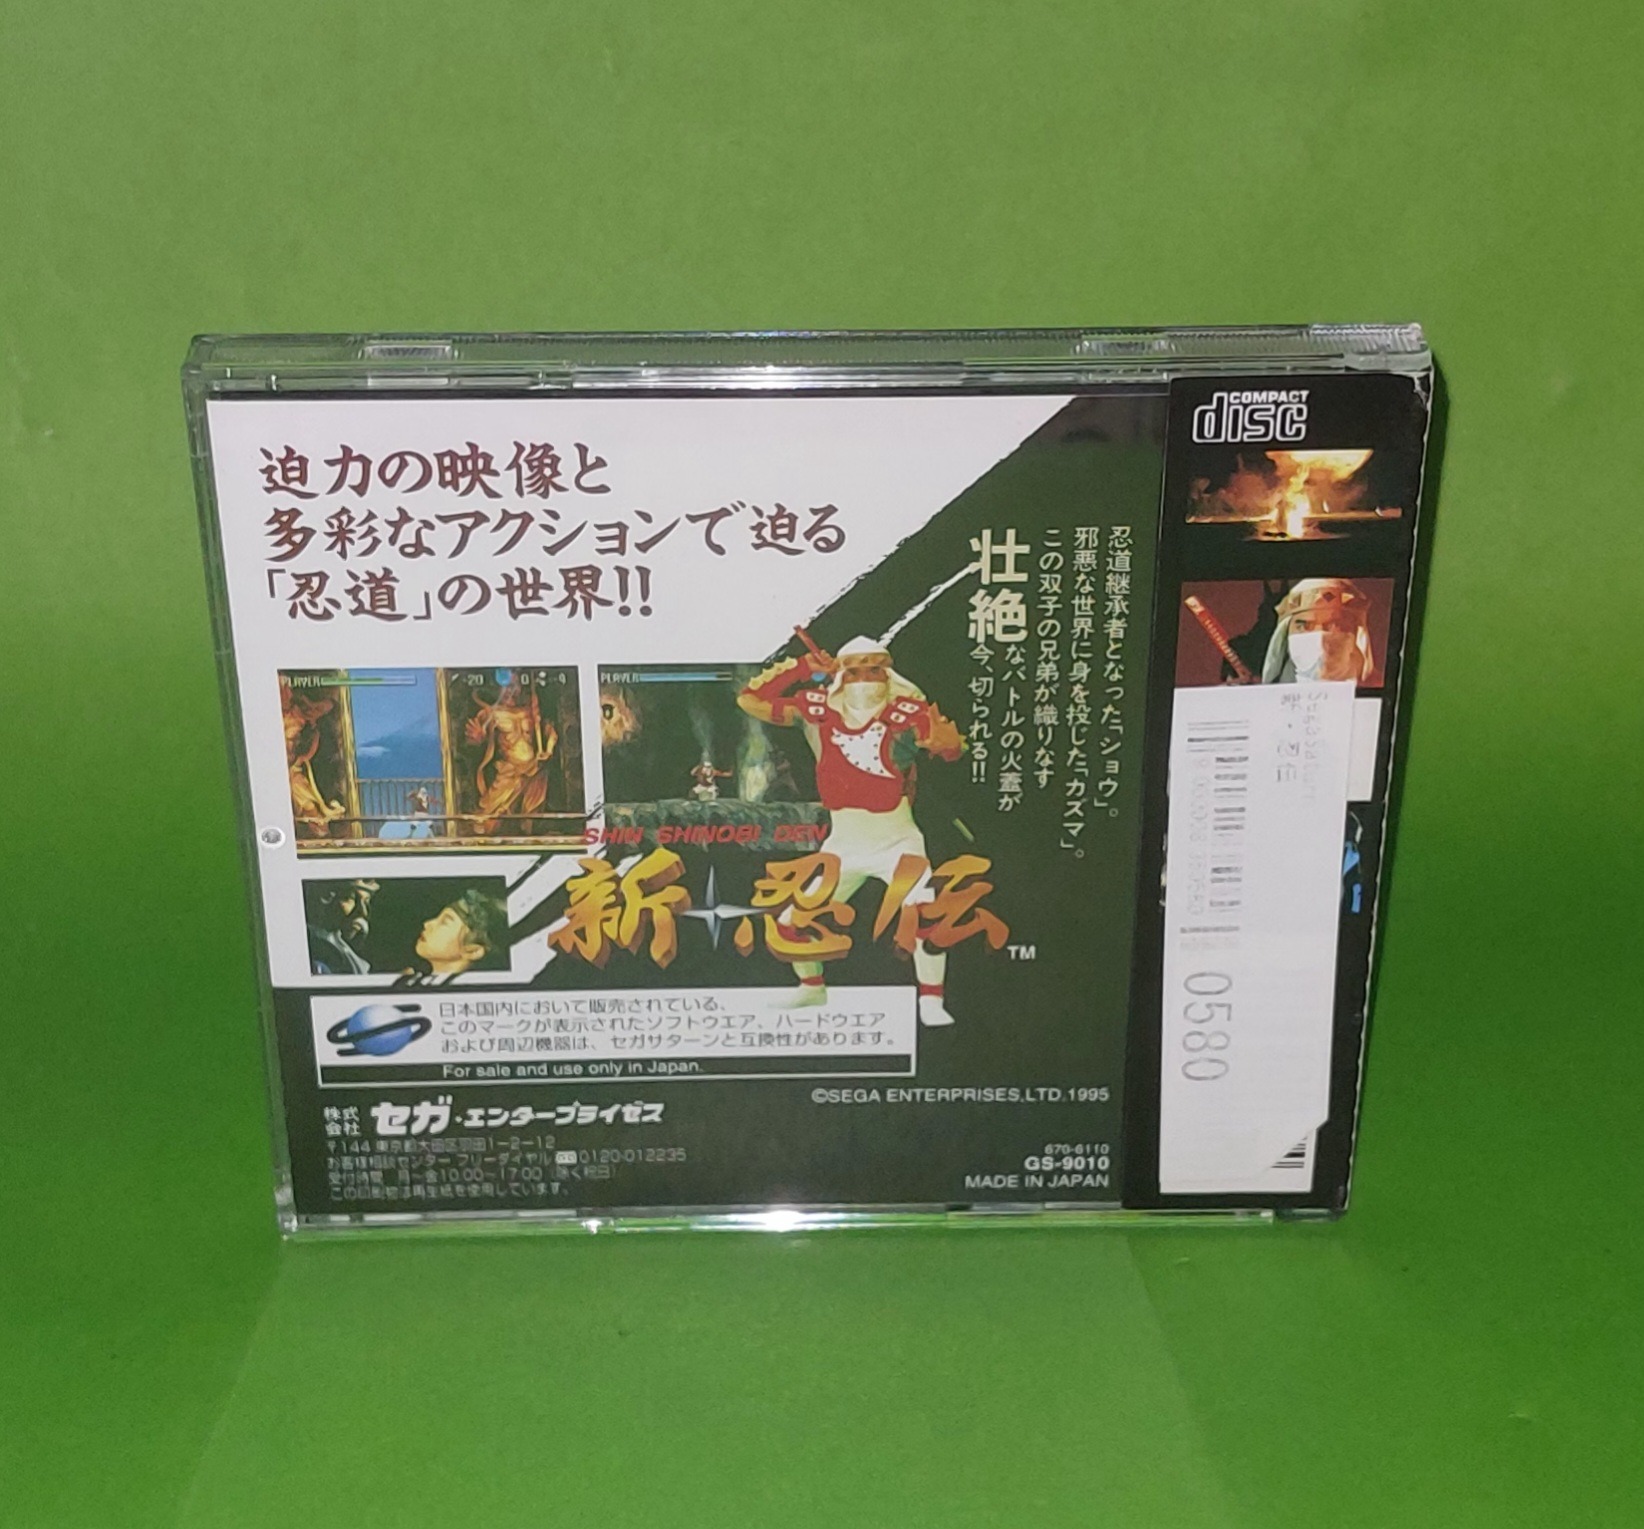 迫力の映像と
多彩なアクションで迫る
「忍道」の世界!!
忍道継承者となった「ショウ」。
邪悪な世界に身を投じた「カズマ」。
この双子の兄弟が織りなす
壮絶なバトルの火蓋が
今、切られる!!
PLAYER
-20
0
-9
PLAYER
SHIN SHINOBI DEN
新忍伝
TM
日本国内において販売されている、
このマークが表示されたソフトウエア、ハードウエア
および周辺機器は、セガサターンと互換性があります。
For sale and use only in Japan.
©SEGA ENTERPRISES,LTD.1995
株式会社 セガ・エンタープライゼス
〒144 東京都大田区羽田1-2-12
お客様相談センター フリーダイヤル 0120-012235
受付時間 月〜金10:00〜17:00(除く祝日)
この印刷物は再生紙を使用しています。
670-6110
GS-9010
MADE IN JAPAN
COMPACT
disc
新・忍伝
0580